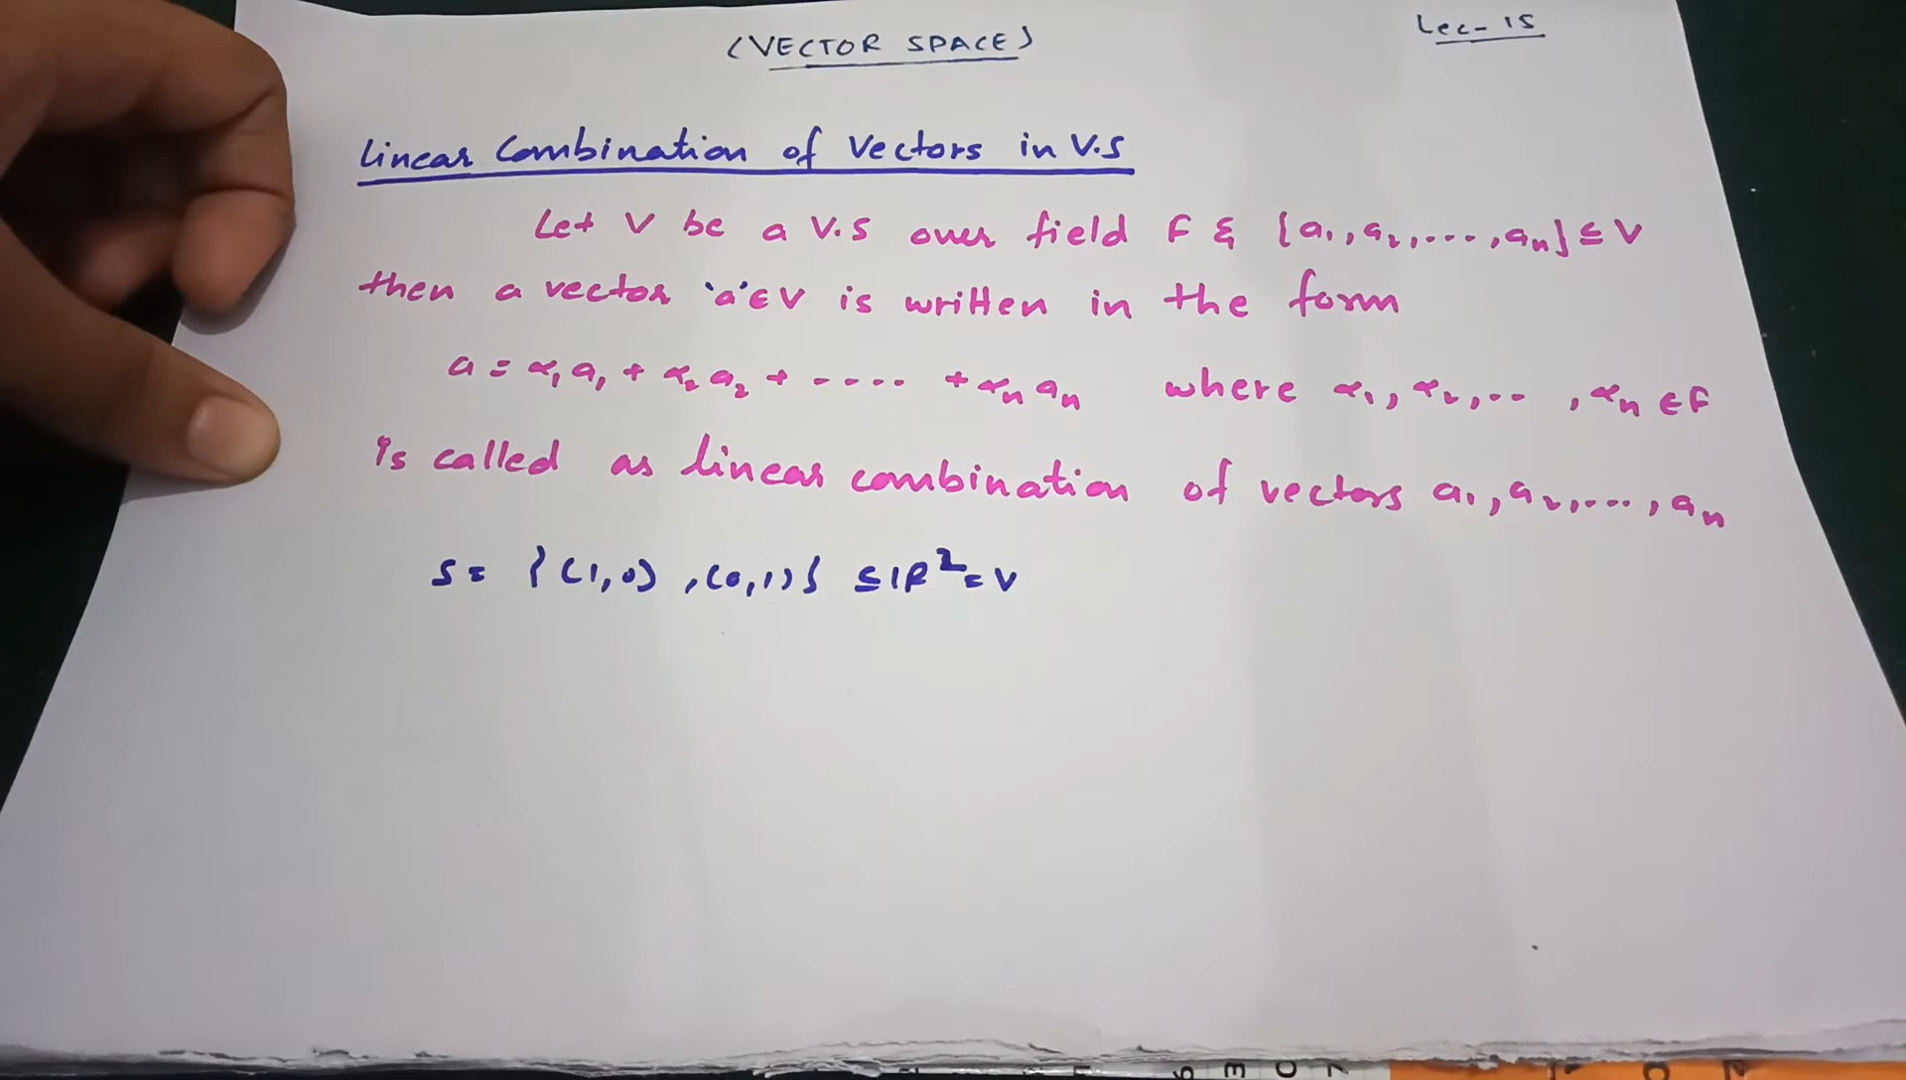 (VECTOR SPACE)
Lec-15
Linear Combination of Vectors in V.S
Let V be a V.S over field F & {a₁, a₂, ...., aₙ} ⊆ V
then a vector 'a' ∈ V is written in the form
a = α₁a₁ + α₂a₂ + ---- + αₙaₙ where α₁, α₂, .. , αₙ ∈ F
is called as linear combination of vectors a₁, a₂, ...., aₙ
S = {(1,0) , (0,1)} ⊆ IR² = V